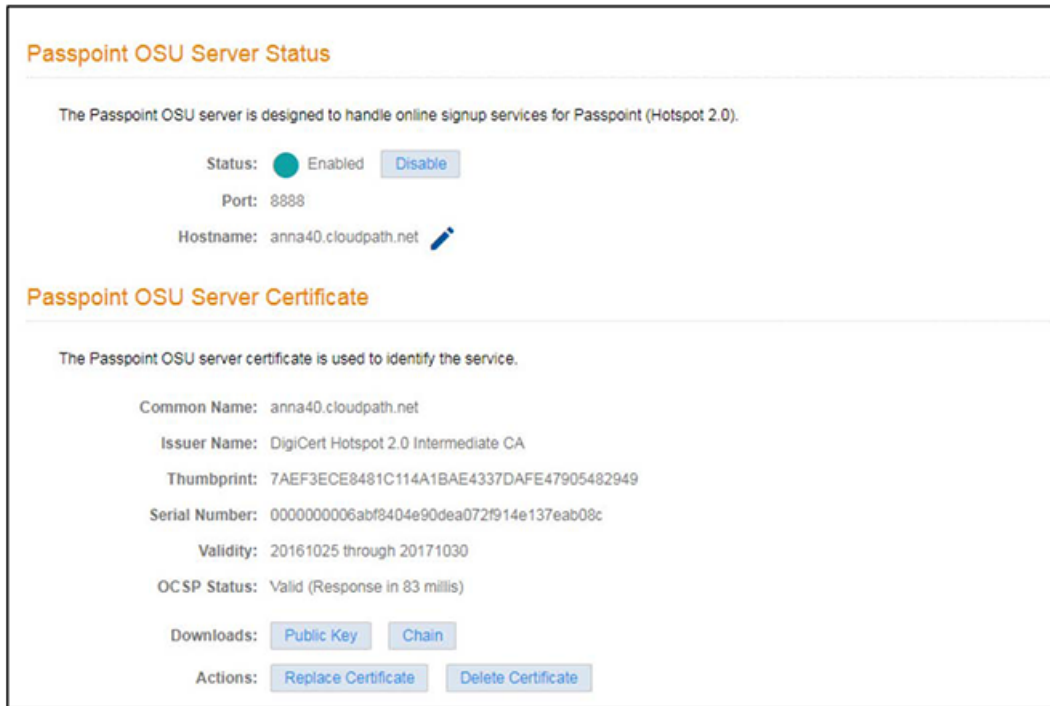 Passpoint OSU Server Status
The Passpoint OSU server is designed to handle online signup services for Passpoint (Hotspot 2.0).
Status: Enabled Disable
Port: 8888
Hostname: anna40.cloudpath.net
Passpoint OSU Server Certificate
The Passpoint OSU server certificate is used to identify the service.
Common Name: anna40.cloudpath.net
Issuer Name: DigiCert Hotspot 2.0 Intermediate CA
Thumbprint: 7AEF3ECE8481C114A1BAE4337DAFE47905482949
Serial Number: 0000000006abf8404e90dea072f914e137eab08c
Validity: 20161025 through 20171030
OCSP Status: Valid (Response in 83 millis)
Downloads: Public Key Chain
Actions: Replace Certificate Delete Certificate